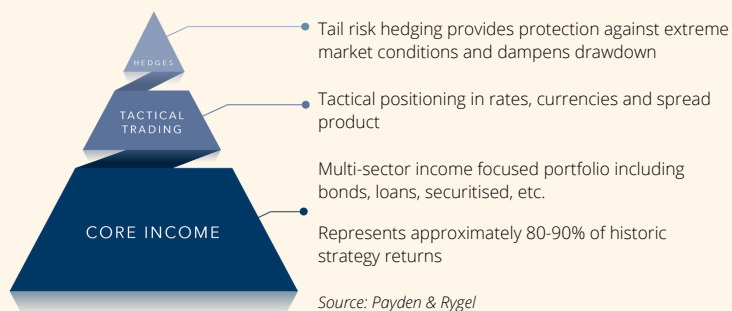 HEDGES
Tail risk hedging provides protection against extreme
market conditions and dampens drawdown
TACTICAL
TRADING
Tactical positioning in rates, currencies and spread
product
CORE INCOME
Multi-sector income focused portfolio including
bonds, loans, securitised, etc.
Represents approximately 80-90% of historic
strategy returns
Source: Payden & Rygel